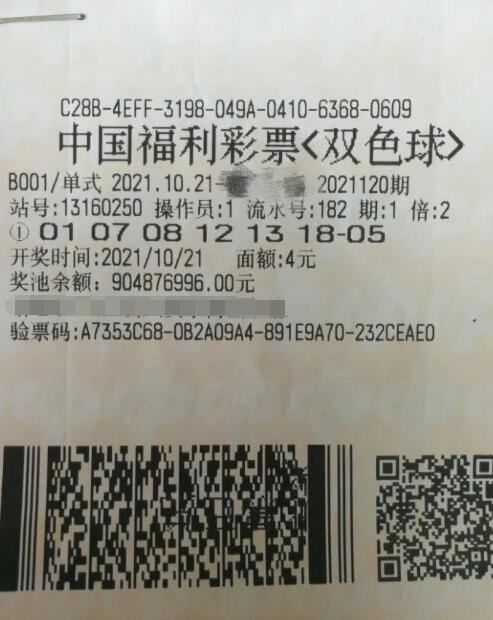 C28B-4EFF-3198-049A-0410-6368-0609
中国福利彩票<双色球>
B001/单式 2021.10.21- 2021120期
站号:13160250 操作员:1 流水号:182 期:1 倍:2
① 01 07 08 12 13 18-05
开奖时间:2021/10/21 面额:4元
奖池余额: 904876996.00元
验票码:A7353C68-0B2A09A4-891E9A70-232CEAE0